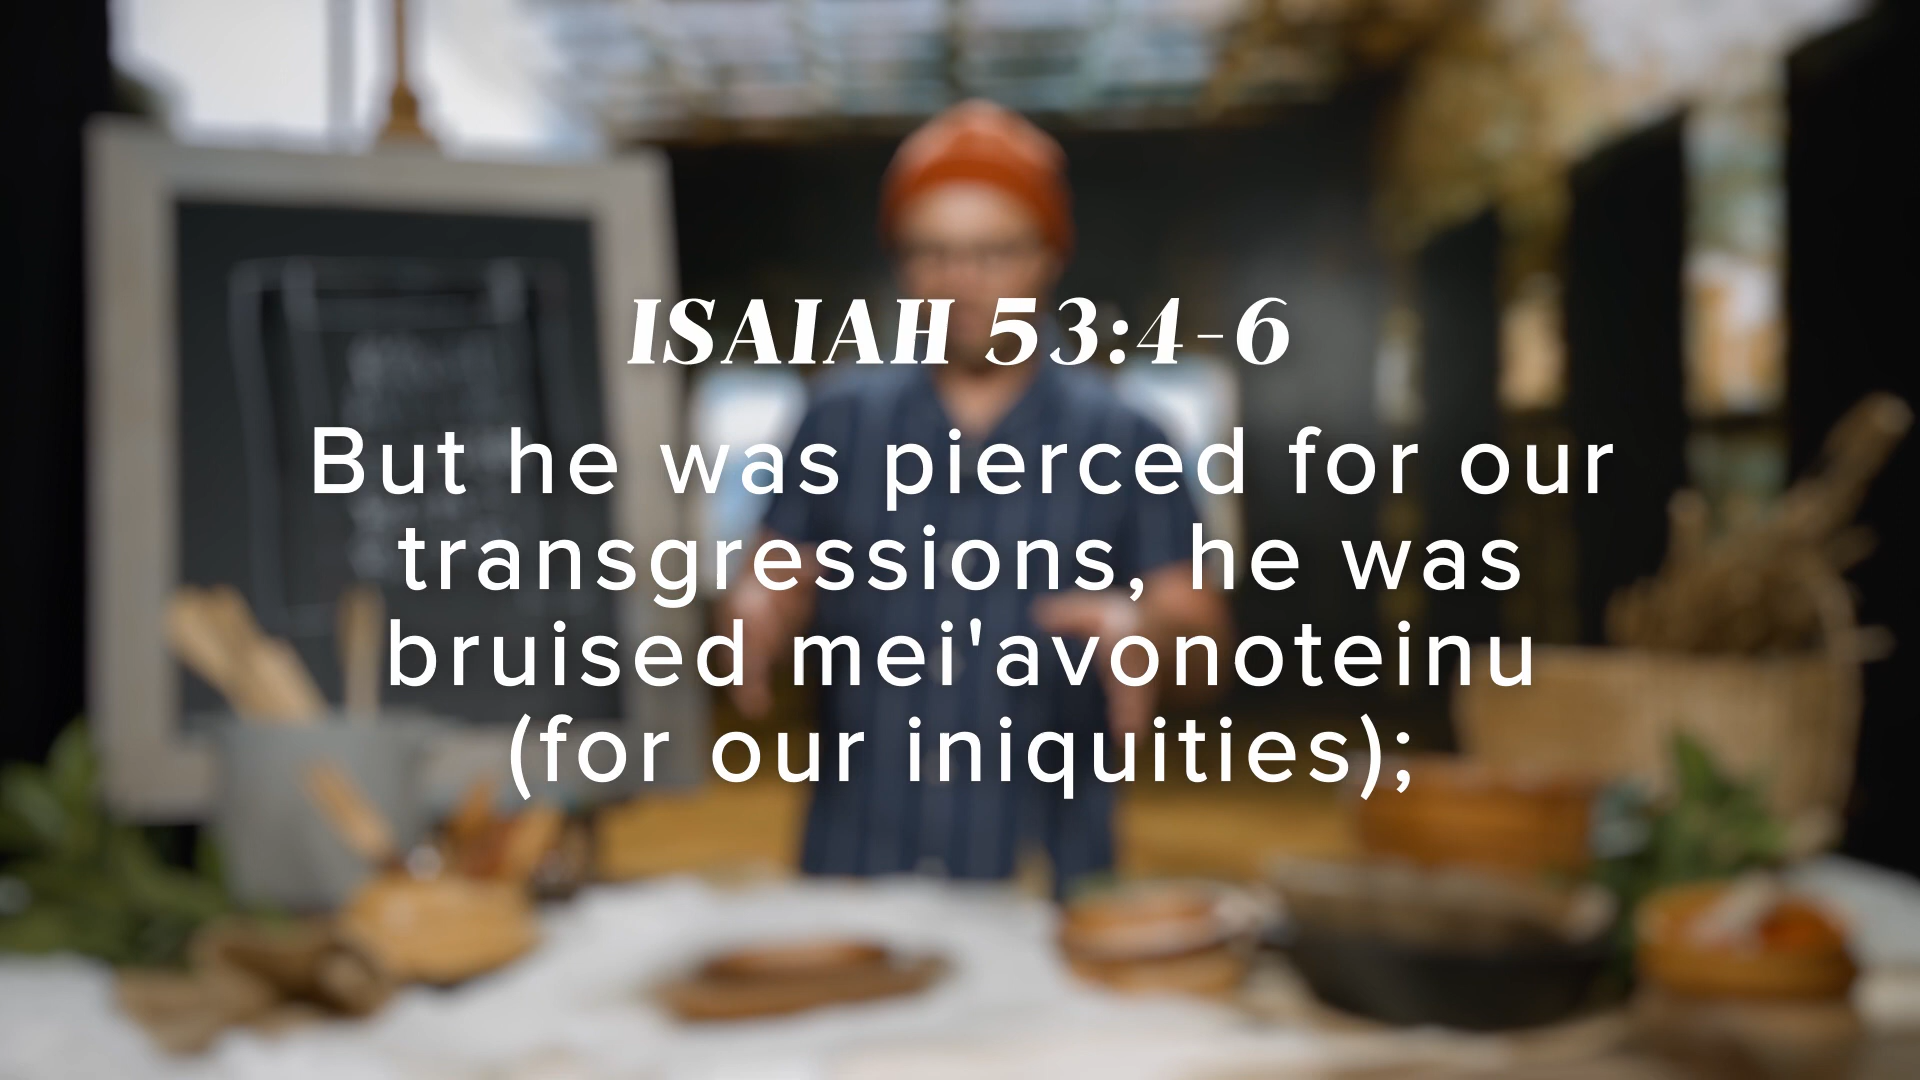 ISAIAH 53:4-6
But he was pierced for our
transgressions, he was
bruised mei'avonoteinu
(for our iniquities);